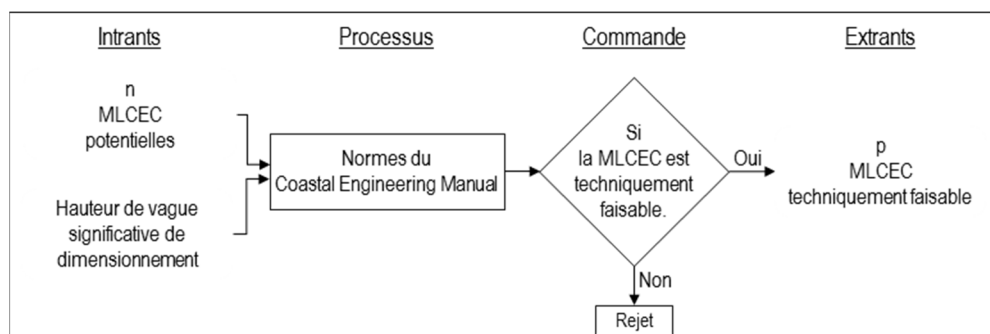 Intrants
Processus
Commande
Extrants
n
MLCEC
potentielles
Hauteur de vague
significative de
dimensionnement
Normes du
Coastal Engineering Manual
Si
la MLCEC est
techniquement
faisable.
Oui
p
MLCEC
techniquement faisable
Non
Rejet